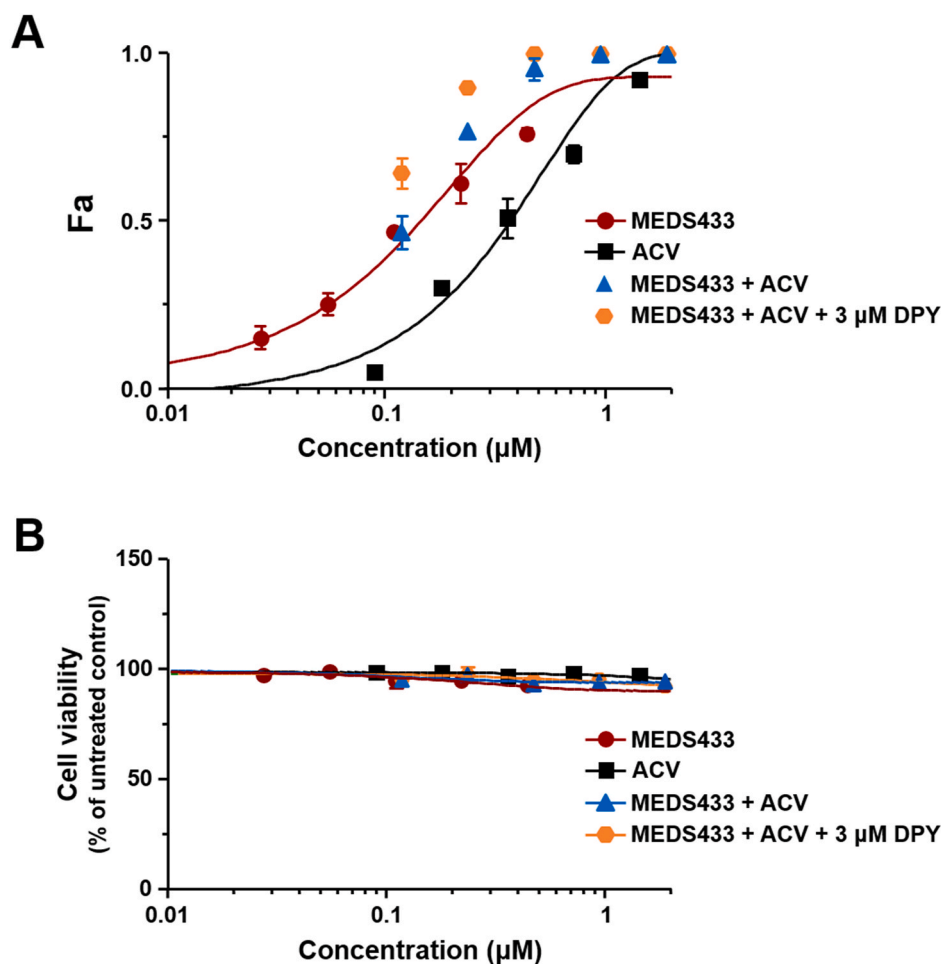 A
1.0
0.5
0.0
Fa
0.01
0.1
1
Concentration (µM)
MEDS433
ACV
MEDS433 + ACV
MEDS433 + ACV + 3 µM DPY
B
150
100
50
0
Cell viability
(% of untreated control)
0.01
0.1
1
Concentration (µM)
MEDS433
ACV
MEDS433 + ACV
MEDS433 + ACV + 3 µM DPY